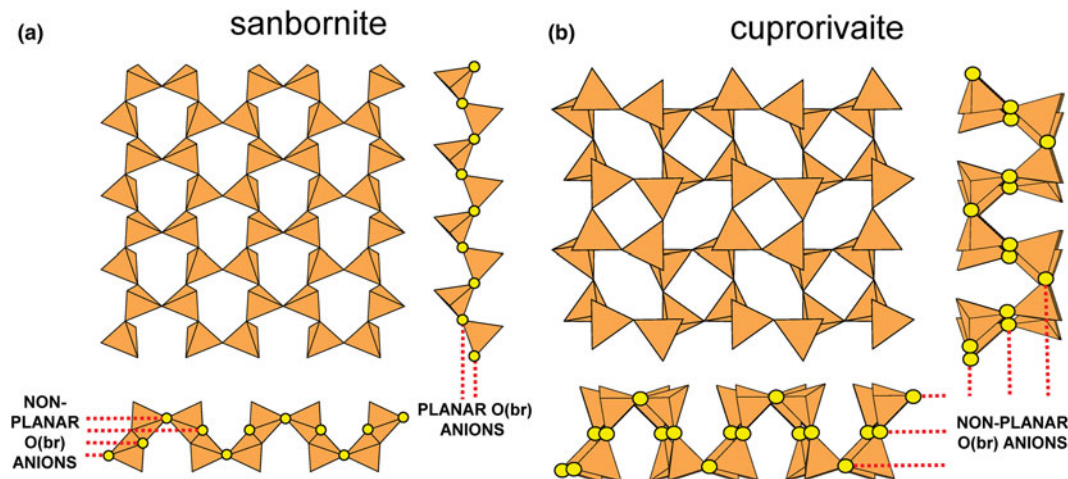 (a)
sanbornite
NON-
PLANAR
O(br)
ANIONS
PLANAR O(br)
ANIONS
(b)
cuprorivaite
NON-PLANAR
O(br) ANIONS